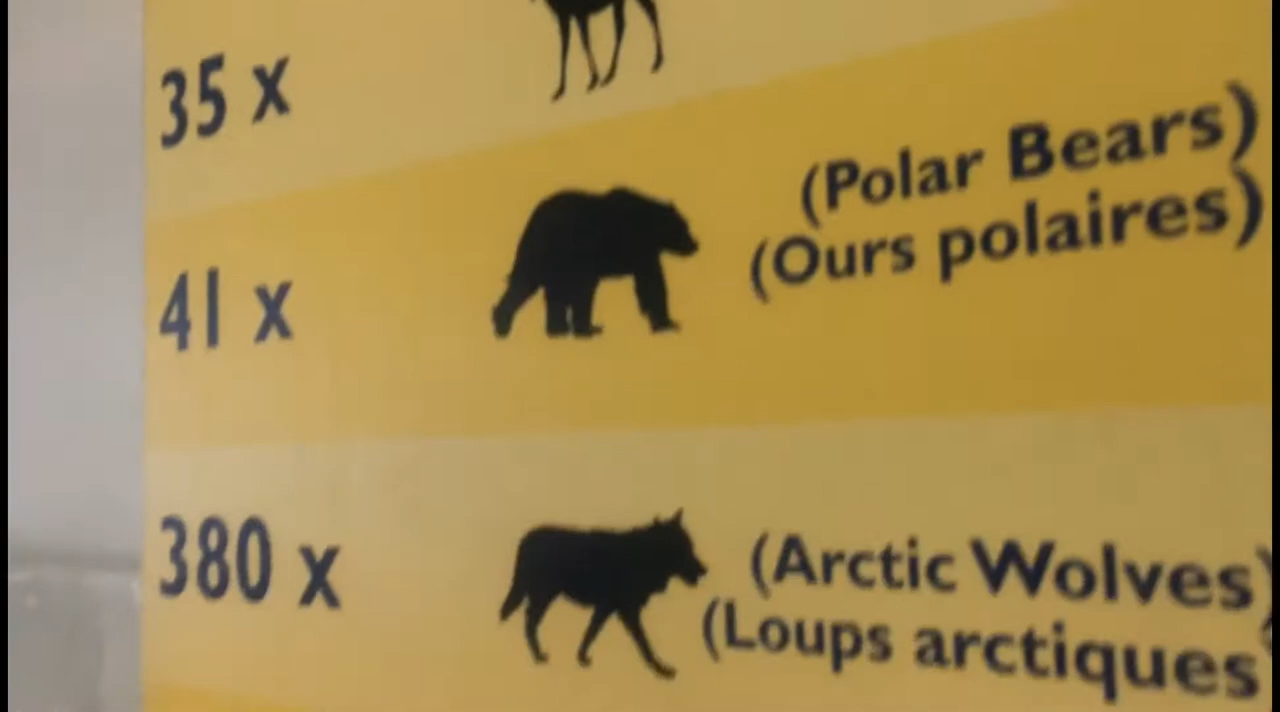 35 x
(Polar Bears)
(Ours polaires)
41 x
380 x
(Arctic Wolves)
(Loups arctiques